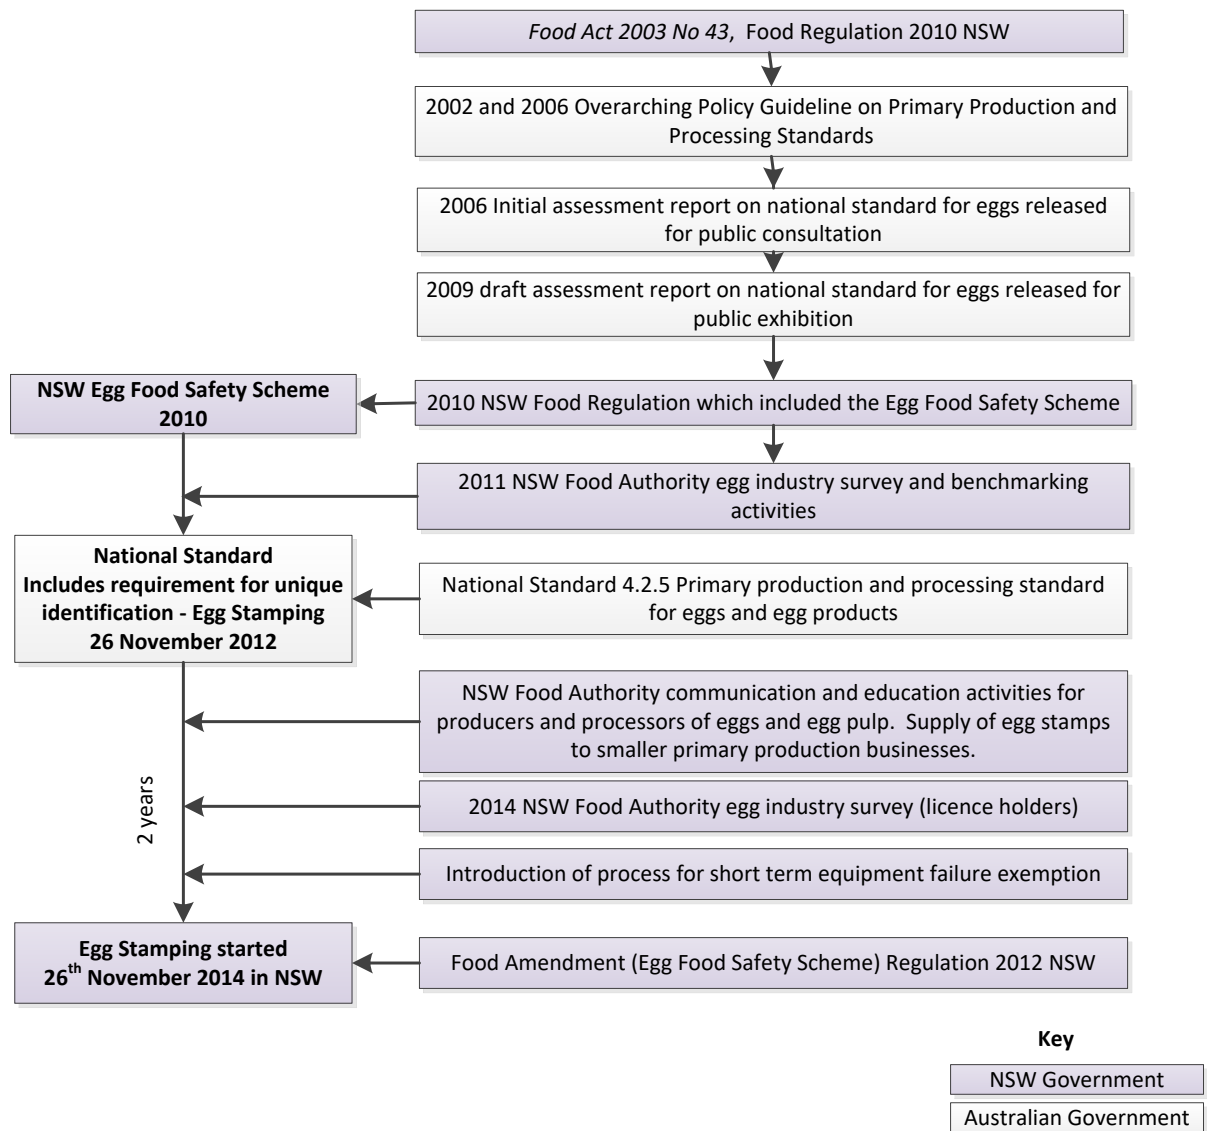 Food Act 2003 No 43, Food Regulation 2010 NSW
2002 and 2006 Overarching Policy Guideline on Primary Production and
Processing Standards
2006 Initial assessment report on national standard for eggs released
for public consultation
2009 draft assessment report on national standard for eggs released for
public exhibition
NSW Egg Food Safety Scheme
2010
2010 NSW Food Regulation which included the Egg Food Safety Scheme
2011 NSW Food Authority egg industry survey and benchmarking
activities
National Standard
Includes requirement for unique
identification - Egg Stamping
26 November 2012
National Standard 4.2.5 Primary production and processing standard
for eggs and egg products
NSW Food Authority communication and education activities for
producers and processors of eggs and egg pulp.  Supply of egg stamps
to smaller primary production businesses.
2 years
2014 NSW Food Authority egg industry survey (licence holders)
Introduction of process for short term equipment failure exemption
Egg Stamping started
26th November 2014 in NSW
Food Amendment (Egg Food Safety Scheme) Regulation 2012 NSW
Key
NSW Government
Australian Government